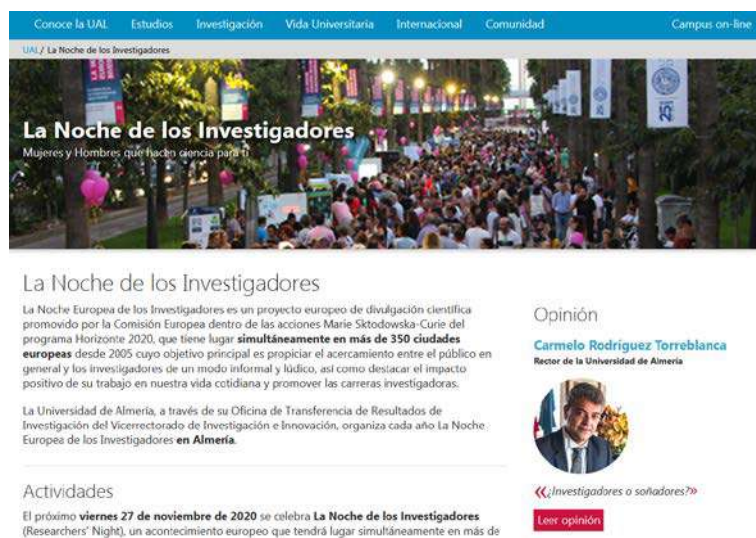 Conoce la UAL Estudios Investigación Vida Universitaria Internacional Comunidad Campus on-line
UAL/ La Noche de los Investigadores
La Noche de los Investigadores
Mujeres y Hombres que hacen ciencia para ti
La Noche de los Investigadores
La Noche Europea de los Investigadores es un proyecto europeo de divulgación científica
promovido por la Comisión Europea dentro de las acciones Marie Sktodowska-Curie del
programa Horizonte 2020, que tiene lugar simultáneamente en más de 350 ciudades
europeas desde 2005 cuyo objetivo principal es propiciar el acercamiento entre el público en
general y los investigadores de un modo informal y lúdico, así como destacar el impacto
positivo de su trabajo en nuestra vida cotidiana y promover las carreras investigadoras.
La Universidad de Almería, a través de su Oficina de Transferencia de Resultados de
Investigación del Vicerrectorado de Investigación e Innovación, organiza cada año La Noche
Europea de los Investigadores en Almería.
Actividades
El próximo viernes 27 de noviembre de 2020 se celebra La Noche de los Investigadores
(Researchers' Night), un acontecimiento europeo que tendrá lugar simultáneamente en más de
Opinión
Carmelo Rodríguez Torreblanca
Rector de la Universidad de Almería
«¿Investigadores o soñadores?»
Leer opinión